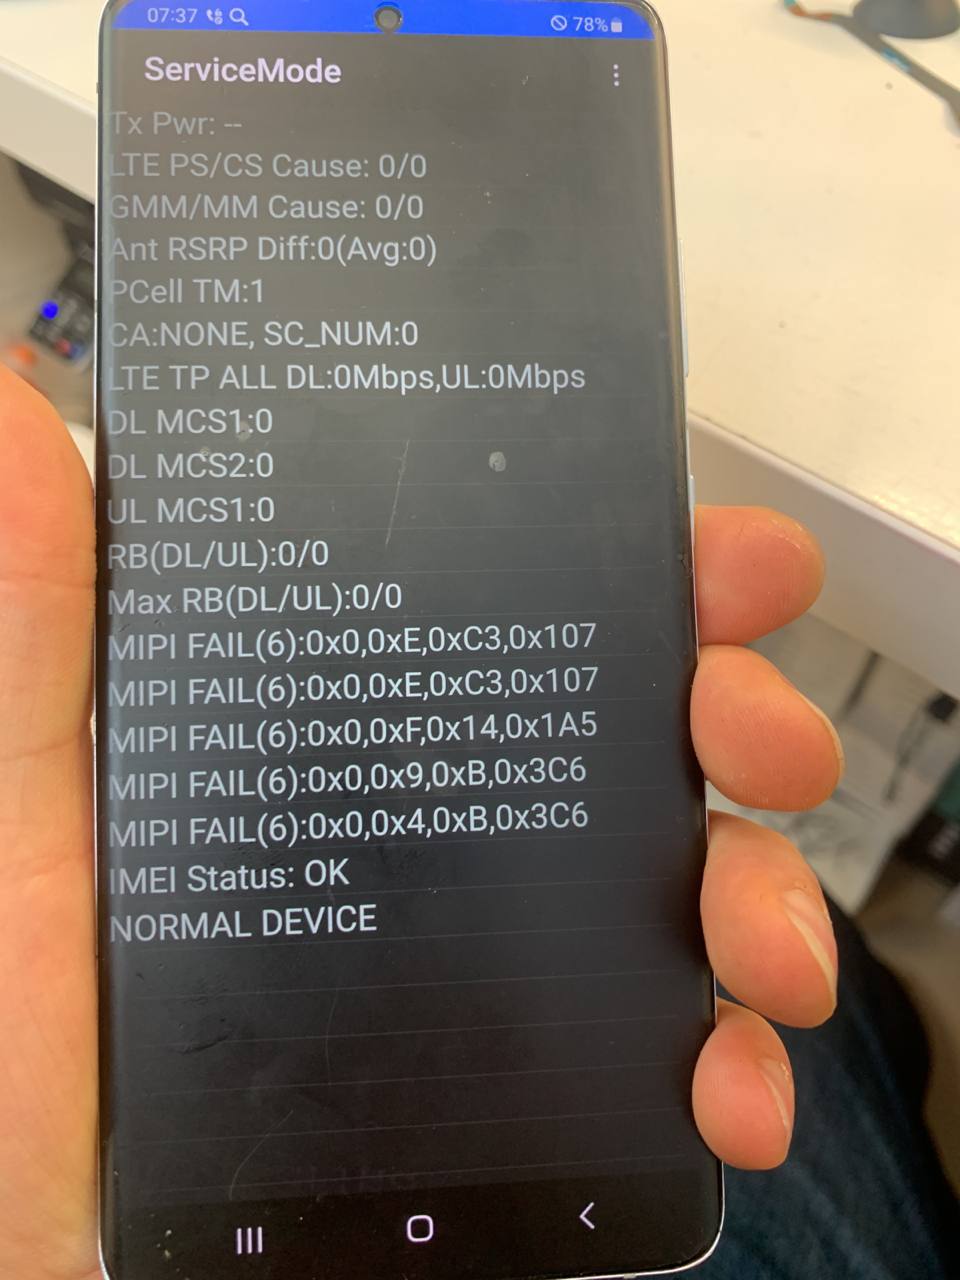 07:37 78%
ServiceMode
Tx Pwr: --
LTE PS/CS Cause: 0/0
GMM/MM Cause: 0/0
Ant RSRP Diff:0(Avg:0)
PCell TM:1
CA:NONE, SC_NUM:0
LTE TP ALL DL:0Mbps,UL:0Mbps
DL MCS1:0
DL MCS2:0
UL MCS1:0
RB(DL/UL):0/0
Max RB(DL/UL):0/0
MIPI FAIL(6):0x0,0xE,0xC3,0x107
MIPI FAIL(6):0x0,0xE,0xC3,0x107
MIPI FAIL(6):0x0,0xF,0x14,0x1A5
MIPI FAIL(6):0x0,0x9,0xB,0x3C6
MIPI FAIL(6):0x0,0x4,0xB,0x3C6
IMEI Status: OK
NORMAL DEVICE